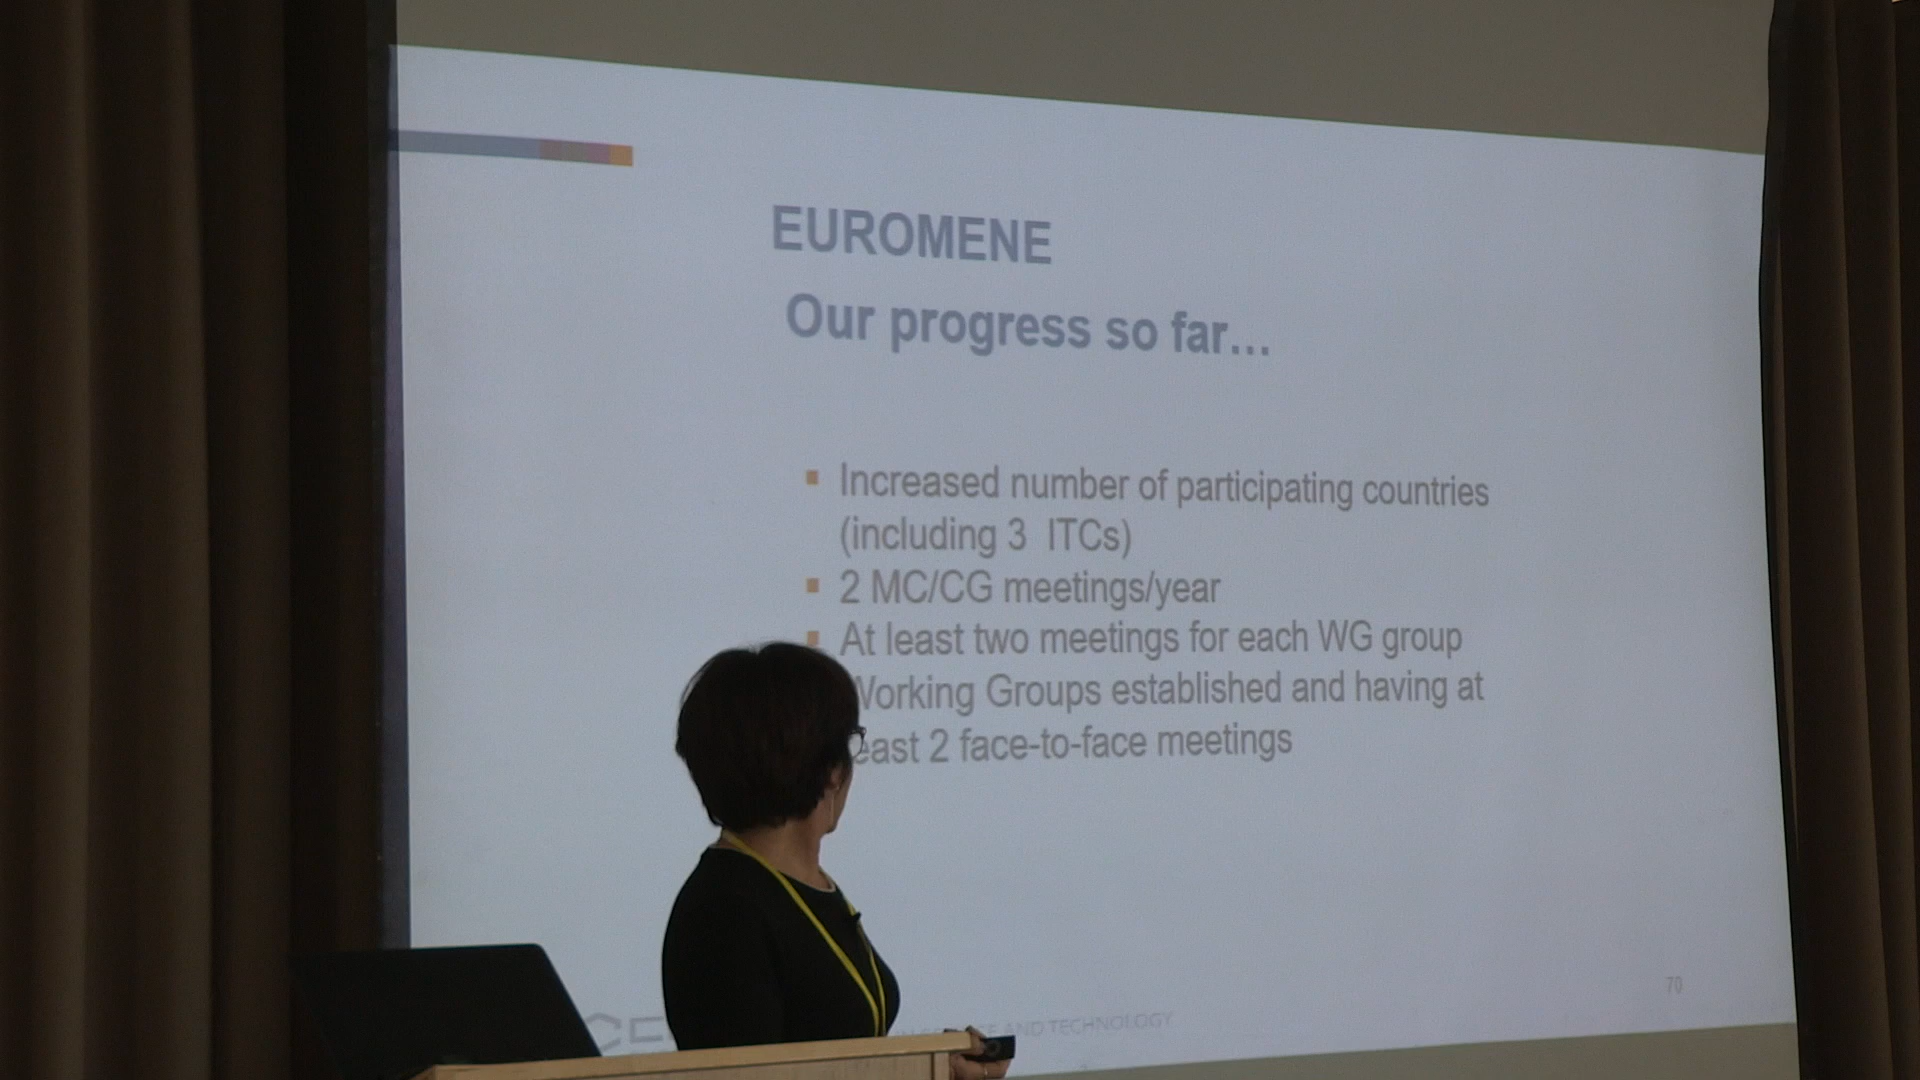 EUROMENE
Our progress so far...
Increased number of participating countries
(including 3 ITCs)
2 MC/CG meetings/year
At least two meetings for each WG group
Working Groups established and having at
least 2 face-to-face meetings
70
AND TECHNOLOGY